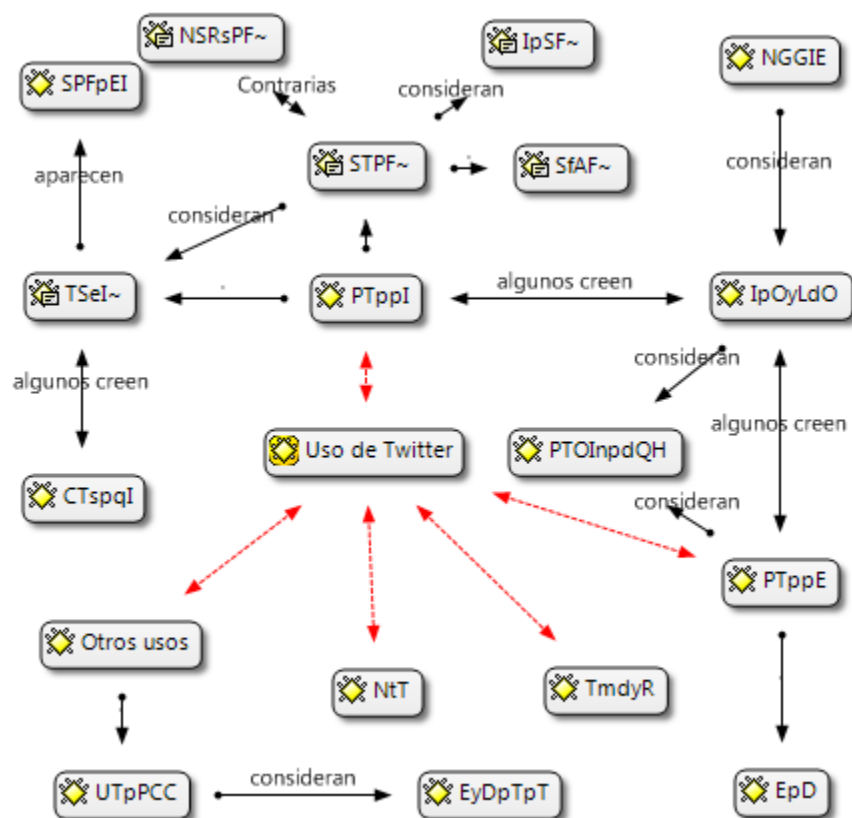 NSRsPF~
IpSF~
NGGIE
SPFpEI
Contrarias
consideran
STPF~
SfAF~
consideran
aparecen
consideran
TSeI~
PTppI
algunos creen
IpOyLdO
consideran
algunos creen
algunos creen
Uso de Twitter
PTOInpdQH
CTspqI
consideran
PTppE
Otros usos
NtT
TmdyR
UTpPCC
consideran
EyDpTpT
EpD